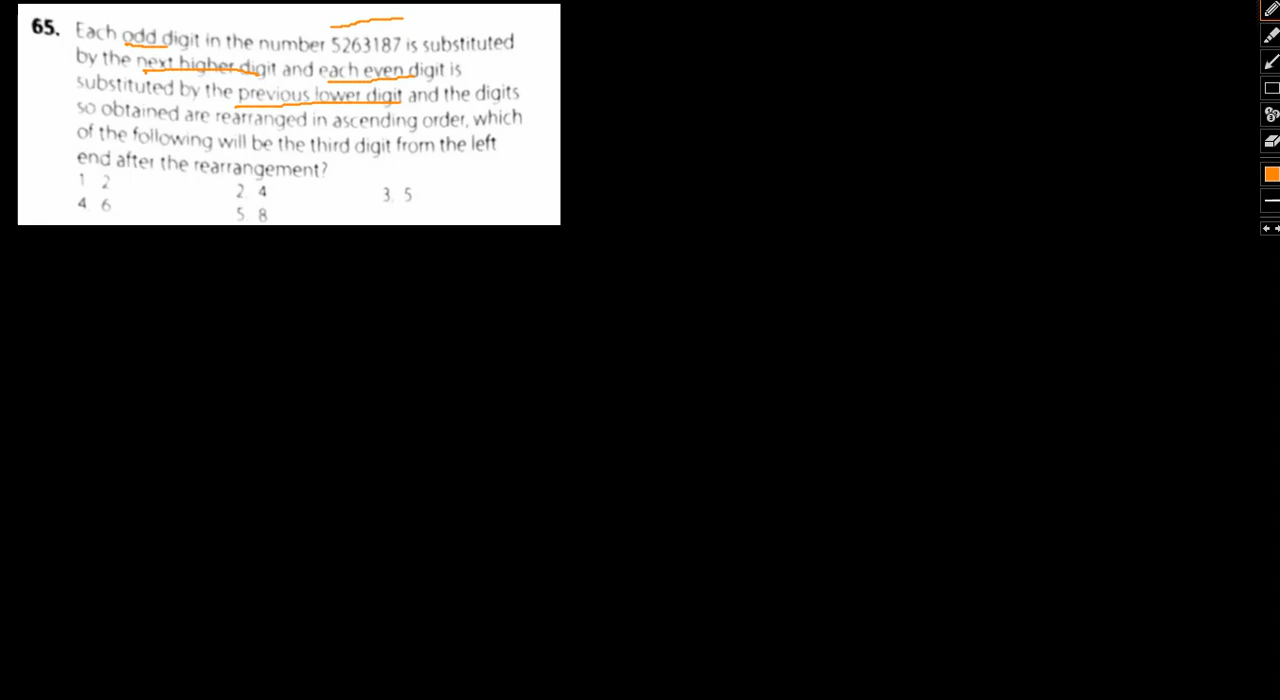 65. Each odd digit in the number 5263187 is substituted
by the next higher digit and each even digit is
substituted by the previous lower digit and the digits
so obtained are rearranged in ascending order, which
of the following will be the third digit from the left
end after the rearrangement?
1 2 2. 4 3. 5
4. 6 5. 8